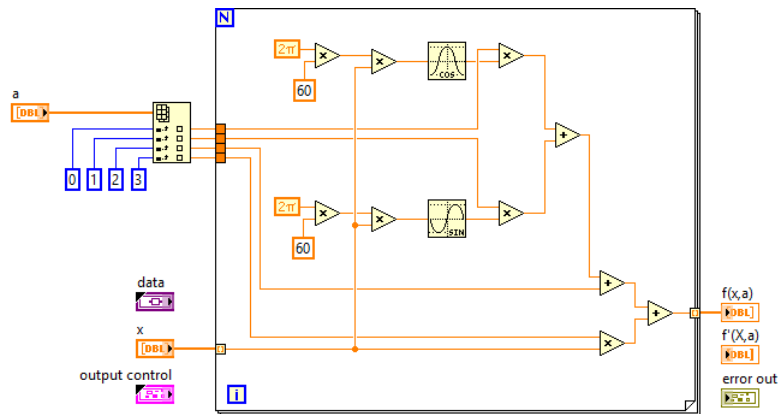 N
2π
60
COS
a
[DBL]
0 1 2 3
2π
60
SIN
data
f(x,a)
DBL]
x
[DBL]
f'(X,a)
DBL]
output control
i
error out